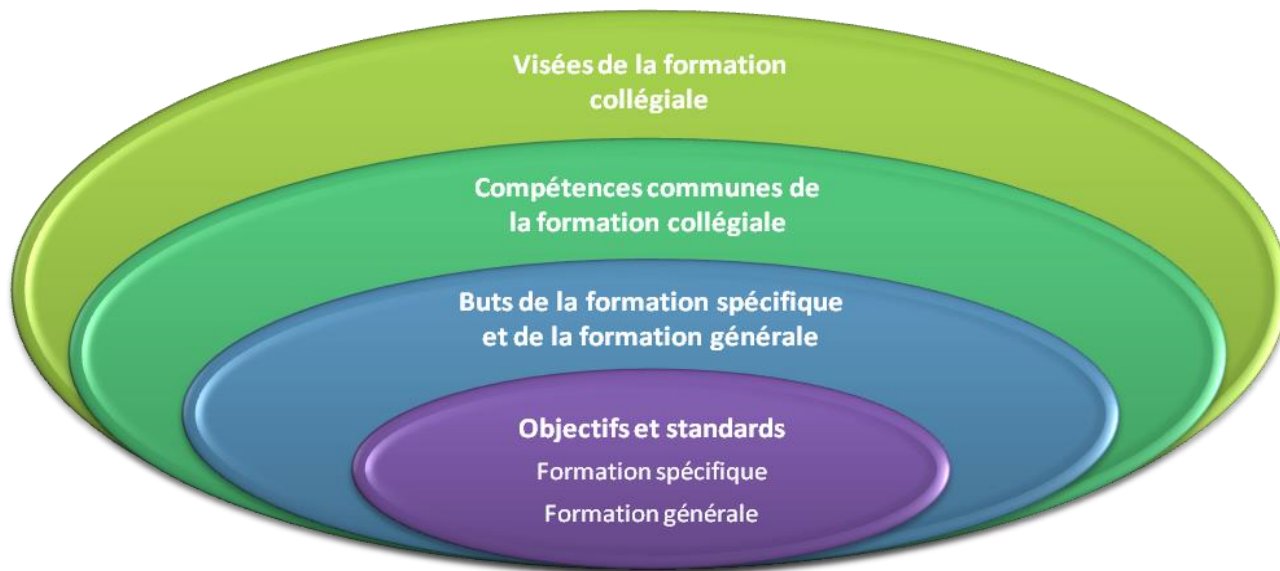 Visées de la formation
collégiale
Compétences communes de
la formation collégiale
Buts de la formation spécifique
et de la formation générale
Objectifs et standards
Formation spécifique
Formation générale